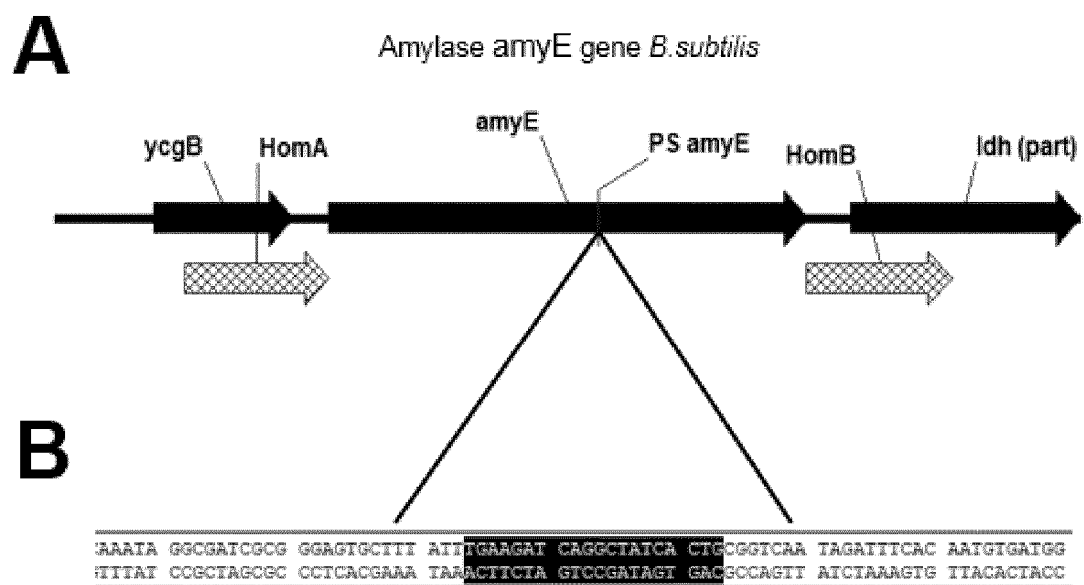 A
Amylase amyE gene B.subtilis
ycgB
HomA
amyE
PS amyE
HomB
ldh (part)
B
AAATA GGCGATCGCG GGAGTGCTTT ATTTGAAGAT CAGGCTATCA CTGCGGTCAA TAGATTTCAC AATGTGATGG
TTTAT CCGCTAGCGC CCTCACGAAA TAAACTTCTA GTCCGATAGT GACGCCAGTT ATCTAAAGTG TTACACTACC